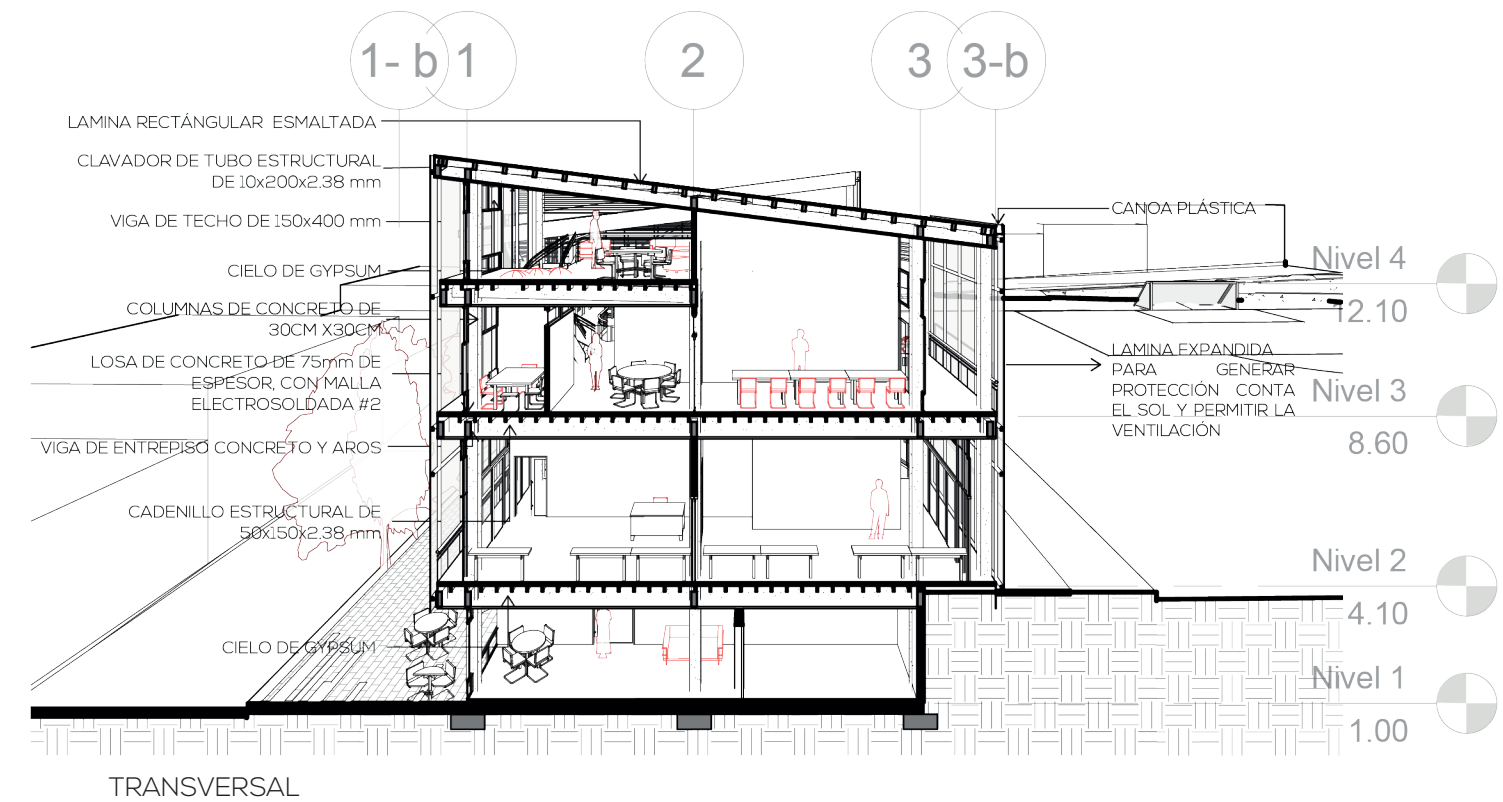 1- b 1 2 3 3-b
LAMINA RECTÁNGULAR ESMALTADA
CLAVADOR DE TUBO ESTRUCTURAL
DE 10x200x2.38 mm
VIGA DE TECHO DE 150x400 mm
CIELO DE GYPSUM
COLUMNAS DE CONCRETO DE
30CM X30CM
LOSA DE CONCRETO DE 75mm DE
ESPESOR, CON MALLA
ELECTROSOLDADA #2
VIGA DE ENTREPISO CONCRETO Y AROS
CADENILLO ESTRUCTURAL DE
50x150x2.38 mm
CIELO DE GYPSUM
CANOA PLÁSTICA
LAMINA EXPANDIDA
PARA GENERAR
PROTECCIÓN CONTA
EL SOL Y PERMITIR LA
VENTILACIÓN
Nivel 4
12.10
Nivel 3
8.60
Nivel 2
4.10
Nivel 1
1.00
TRANSVERSAL